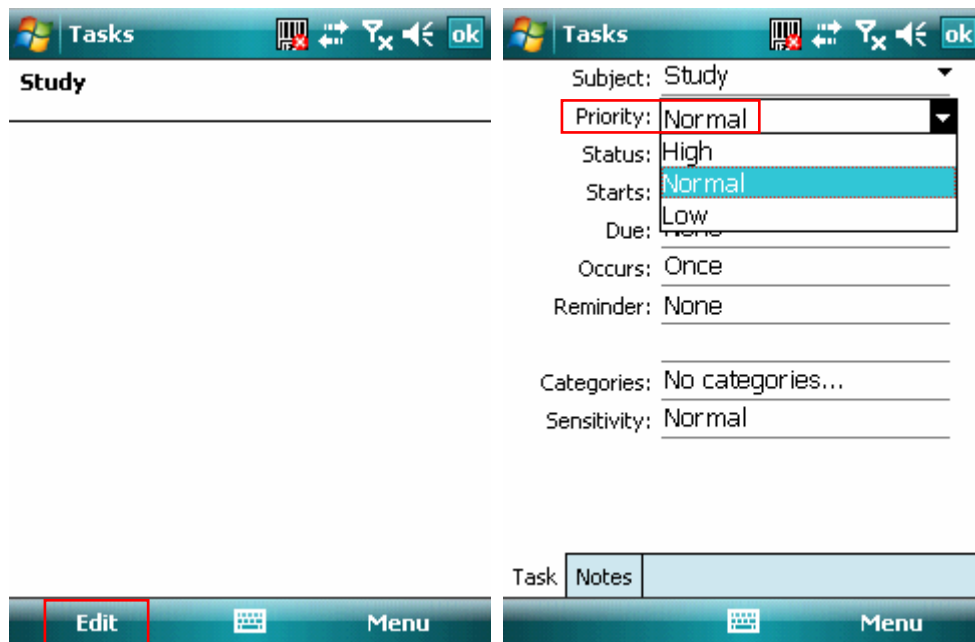 Tasks
ok
Study
Edit
Menu
Tasks
ok
Subject: Study
Priority: Normal
Status: High
Starts: Normal
Low
Due:
Occurs: Once
Reminder: None
Categories: No categories...
Sensitivity: Normal
Task Notes
Menu